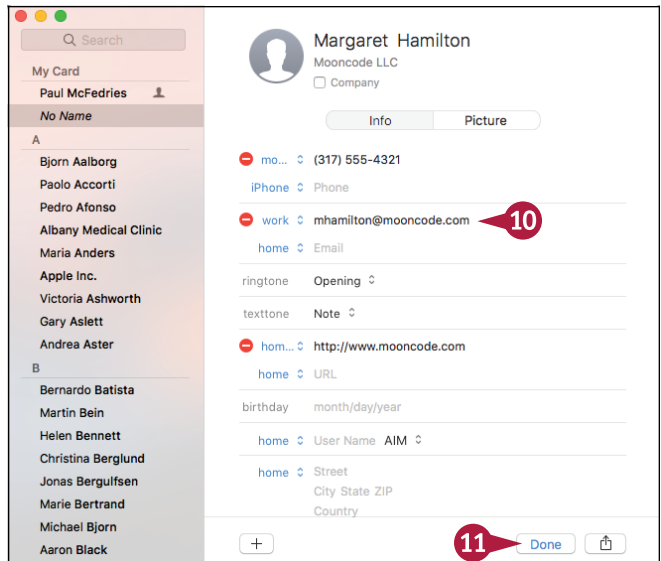 Search
My Card
Paul McFedries
No Name
A
Bjorn Aalborg
Paolo Accorti
Pedro Afonso
Albany Medical Clinic
Maria Anders
Apple Inc.
Victoria Ashworth
Gary Aslett
Andrea Aster
B
Bernardo Batista
Martin Bein
Helen Bennett
Christina Berglund
Jonas Bergulfsen
Marie Bertrand
Michael Bjorn
Aaron Black
Margaret Hamilton
Mooncode LLC
Company
Info Picture
mo... (317) 555-4321
iPhone Phone
work mhamilton@mooncode.com 10
home Email
ringtone Opening
texttone Note
hom... http://www.mooncode.com
home URL
birthday month/day/year
home User Name AIM
home Street
City State ZIP
Country
+ 11 Done